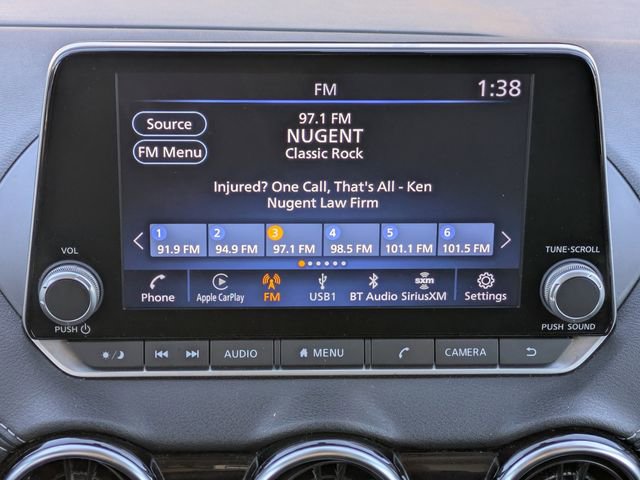 FM 1:38
97.1 FM
Source
NUGENT
FM Menu
Classic Rock
Injured? One Call, That's All - Ken
Nugent Law Firm
1 2 3 4 5 6
91.9 FM 94.9 FM 97.1 FM 98.5 FM 101.1 FM 101.5 FM
sxm
Phone Apple CarPlay FM USB1 BT Audio SiriusXM Settings
VOL
PUSH
TUNE·SCROLL
PUSH SOUND
AUDIO MENU CAMERA